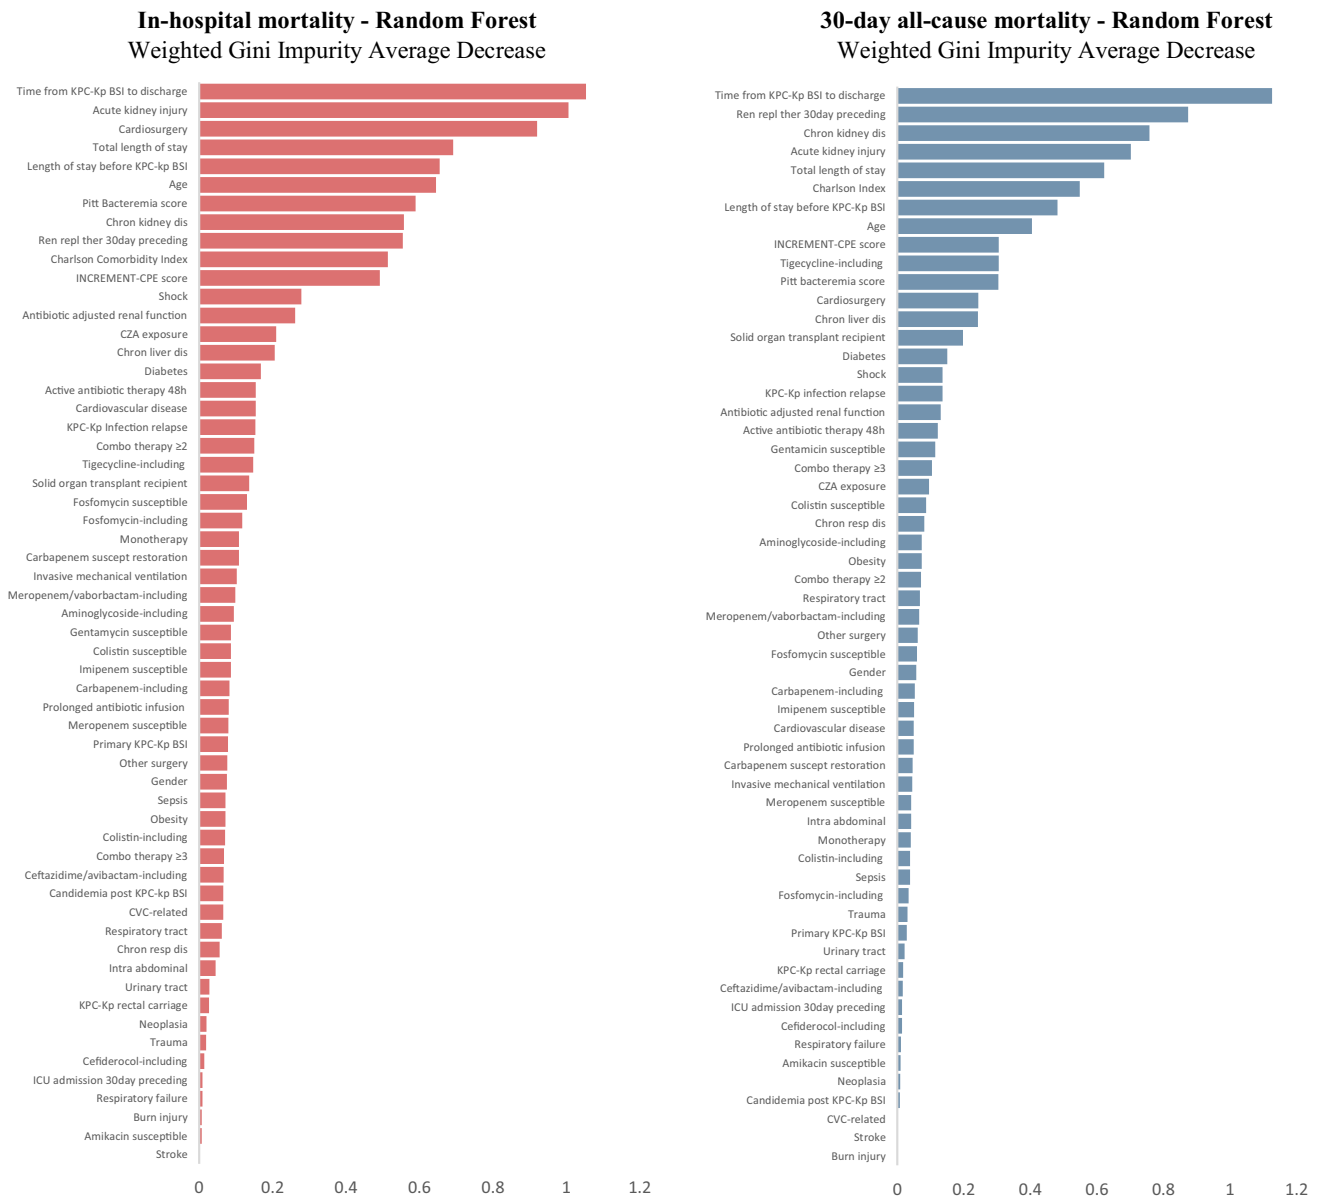 In-hospital mortality - Random Forest
Weighted Gini Impurity Average Decrease
Time from KPC-Kp BSI to discharge
Acute kidney injury
Cardiosurgery
Total length of stay
Length of stay before KPC-kp BSI
Age
Pitt Bacteremia score
Chron kidney dis
Ren repl ther 30day preceding
Charlson Comorbidity Index
INCREMENT-CPE score
Shock
Antibiotic adjusted renal function
CZA exposure
Chron liver dis
Diabetes
Active antibiotic therapy 48h
Cardiovascular disease
KPC-Kp Infection relapse
Combo therapy ≥2
Tigecycline-including
Solid organ transplant recipient
Fosfomycin susceptible
Fosfomycin-including
Monotherapy
Carbapenem suscept restoration
Invasive mechanical ventilation
Meropenem/vaborbactam-including
Aminoglycoside-including
Gentamycin susceptible
Colistin susceptible
Imipenem susceptible
Carbapenem-including
Prolonged antibiotic infusion
Meropenem susceptible
Primary KPC-Kp BSI
Other surgery
Gender
Sepsis
Obesity
Colistin-including
Combo therapy ≥3
Ceftazidime/avibactam-including
Candidemia post KPC-kp BSI
CVC-related
Respiratory tract
Chron resp dis
Intra abdominal
Urinary tract
KPC-Kp rectal carriage
Neoplasia
Trauma
Cefiderocol-including
ICU admission 30day preceding
Respiratory failure
Burn injury
Amikacin susceptible
Stroke
0 0.2 0.4 0.6 0.8 1 1.2
30-day all-cause mortality - Random Forest
Weighted Gini Impurity Average Decrease
Time from KPC-Kp BSI to discharge
Ren repl ther 30day preceding
Chron kidney dis
Acute kidney injury
Total length of stay
Charlson Index
Length of stay before KPC-Kp BSI
Age
INCREMENT-CPE score
Tigecycline-including
Pitt bacteremia score
Cardiosurgery
Chron liver dis
Solid organ transplant recipient
Diabetes
Shock
KPC-Kp infection relapse
Antibiotic adjusted renal function
Active antibiotic therapy 48h
Gentamicin susceptible
Combo therapy ≥3
CZA exposure
Colistin susceptible
Chron resp dis
Aminoglycoside-including
Obesity
Combo therapy ≥2
Respiratory tract
Meropenem/vaborbactam-including
Other surgery
Fosfomycin susceptible
Gender
Carbapenem-including
Imipenem susceptible
Cardiovascular disease
Prolonged antibiotic infusion
Carbapenem suscept restoration
Invasive mechanical ventilation
Meropenem susceptible
Intra abdominal
Monotherapy
Colistin-including
Sepsis
Fosfomycin-including
Trauma
Primary KPC-Kp BSI
Urinary tract
KPC-Kp rectal carriage
Ceftazidime/avibactam-including
ICU admission 30day preceding
Cefiderocol-including
Respiratory failure
Amikacin susceptible
Neoplasia
Candidemia post KPC-Kp BSI
CVC-related
Stroke
Burn injury
0 0.2 0.4 0.6 0.8 1 1.2